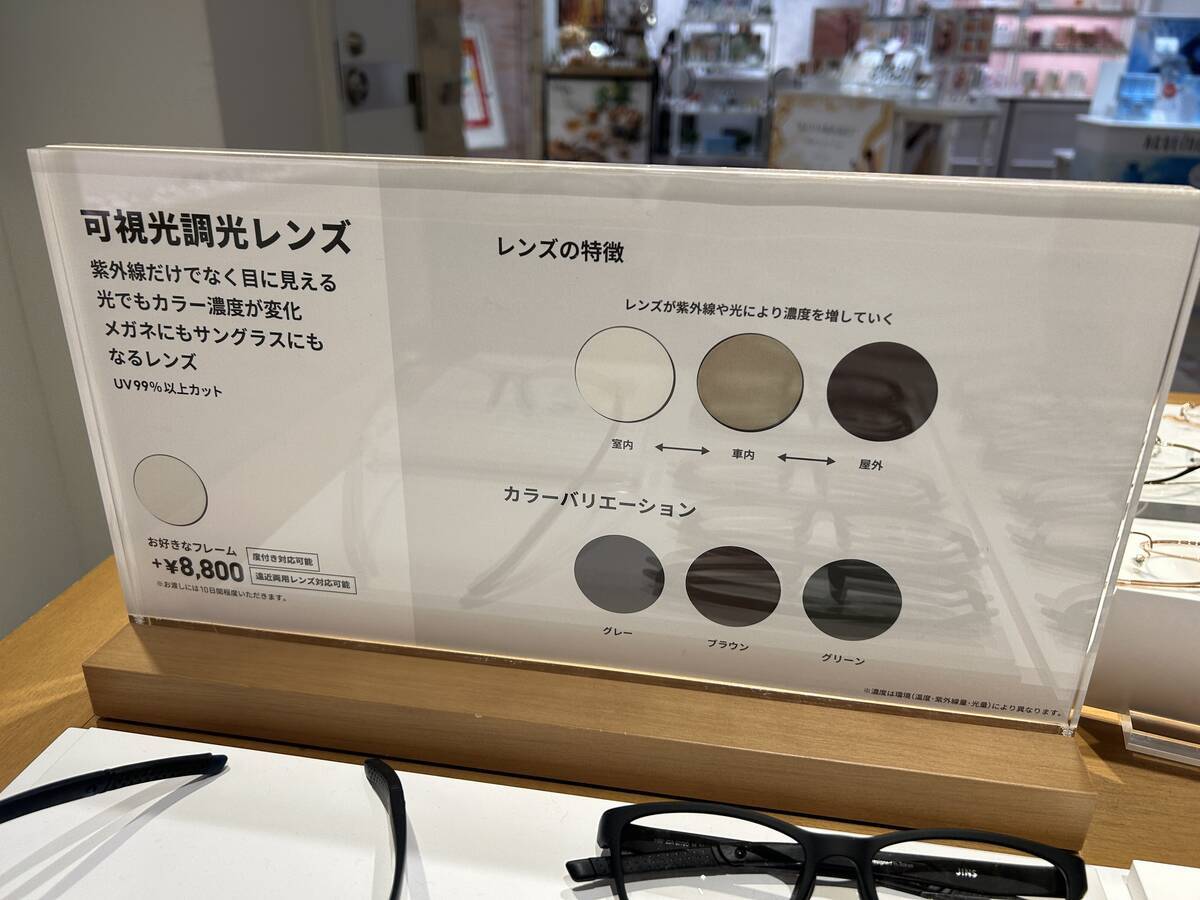 可視光調光レンズ
紫外線だけでなく目に見える
光でもカラー濃度が変化
メガネにもサングラスにも
なるレンズ
UV99%以上カット
お好きなフレーム
+¥8,800
度付き対応可能
遠近両用レンズ対応可能
※お渡しには10日間程度いただきます。
レンズの特徴
レンズが紫外線や光により濃度を増していく
室内
車内
屋外
カラーバリエーション
グレー
ブラウン
グリーン
※濃度は環境(温度・紫外線量・光量)により異なります。
JINS